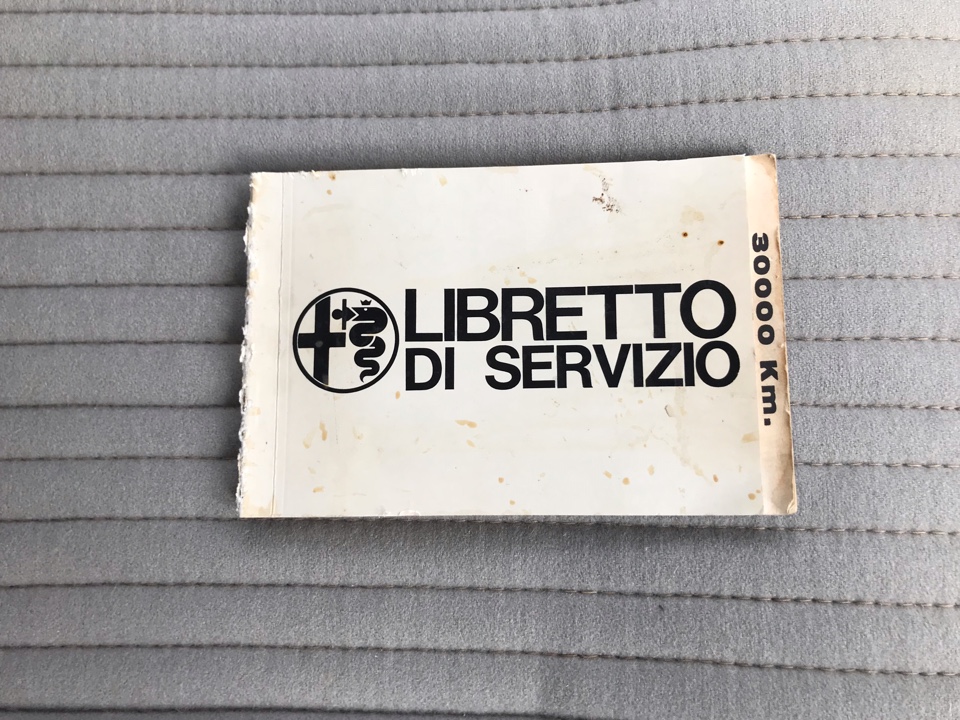 LIBRETTO
DI SERVIZIO
30000 Km.